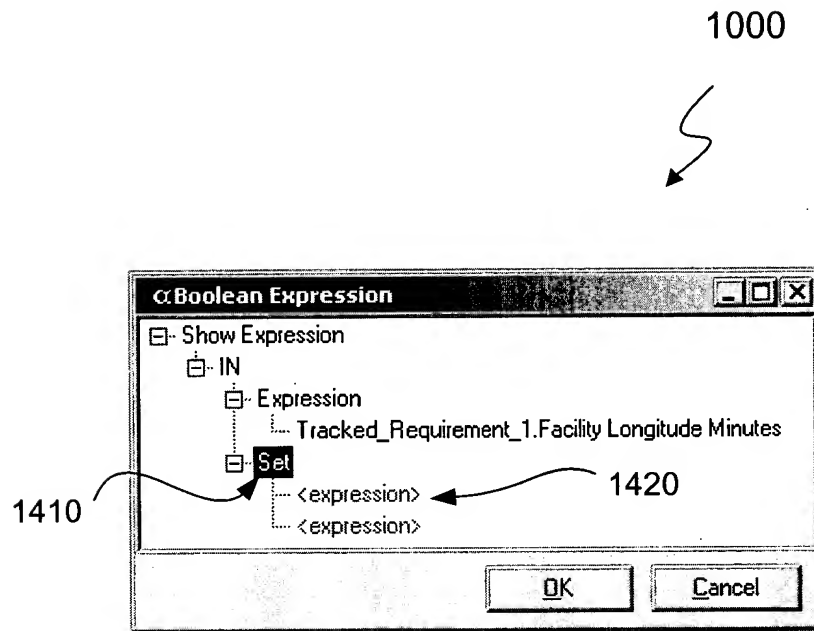 1000
αBoolean Expression
Show Expression
IN
Expression
Tracked_Requirement_1.Facility Longitude Minutes
Set
<expression>
<expression>
1410
1420
OK
Cancel